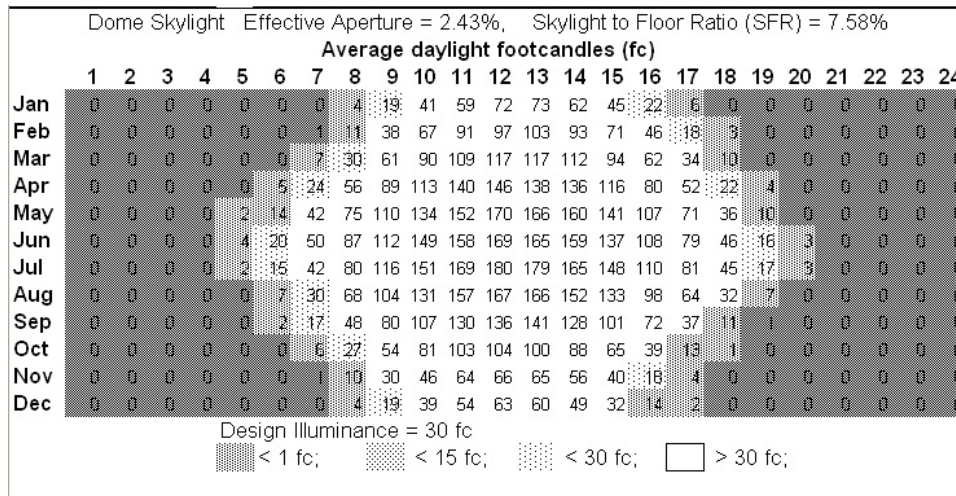 Dome Skylight Effective Aperture = 2.43%, Skylight to Floor Ratio (SFR) = 7.58%
Average daylight footcandles (fc)
1 2 3 4 5 6 7 8 9 10 11 12 13 14 15 16 17 18 19 20 21 22 23 24
Jan 0 0 0 0 0 0 0 4 19 41 59 72 73 62 45 22 6 0 0 0 0 0 0
Feb 0 0 0 0 0 0 1 11 38 67 91 97 103 93 71 46 18 3 0 0 0 0 0
Mar 0 0 0 0 0 0 7 30 61 90 109 117 117 112 94 62 34 10 0 0 0 0 0
Apr 0 0 0 0 0 5 24 56 89 113 140 146 138 136 116 80 52 22 4 0 0 0 0
May 0 0 0 0 2 14 42 75 110 134 152 170 166 160 141 107 71 36 10 0 0 0 0
Jun 0 0 0 0 4 20 50 87 112 149 158 169 165 159 137 108 79 46 16 3 0 0 0
Jul 0 0 0 0 2 15 42 80 116 151 169 180 179 165 148 110 81 45 17 3 0 0 0
Aug 0 0 0 0 0 7 30 68 104 131 157 167 166 152 133 98 64 32 7 0 0 0 0
Sep 0 0 0 0 0 2 17 48 80 107 130 136 141 128 101 72 37 11 1 0 0 0 0
Oct 0 0 0 0 0 0 6 27 54 81 103 104 100 88 65 39 13 1 0 0 0 0 0
Nov 0 0 0 0 0 0 1 10 30 46 64 66 65 56 40 18 4 0 0 0 0 0 0
Dec 0 0 0 0 0 0 0 4 19 39 54 63 60 49 32 14 2 0 0 0 0 0 0
Design Illuminance = 30 fc
< 1 fc; < 15 fc; < 30 fc; > 30 fc;